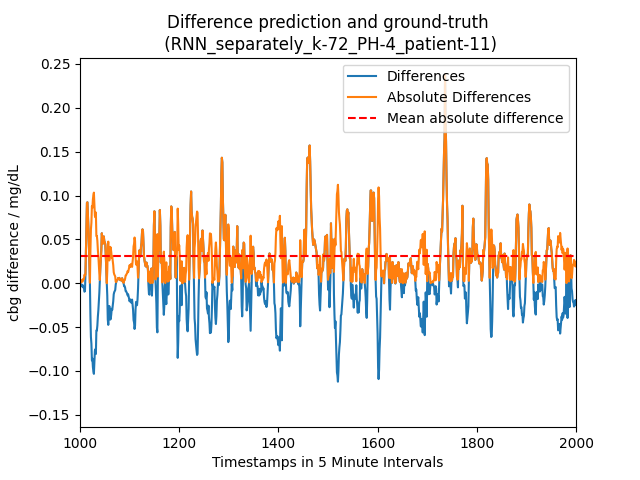 Difference prediction and ground-truth
(RNN_separately_k-72_PH-4_patient-11)
Differences
Absolute Differences
Mean absolute difference
cbg difference / mg/dL
0.25
0.20
0.15
0.10
0.05
0.00
−0.05
−0.10
−0.15
1000
1200
1400
1600
1800
2000
Timestamps in 5 Minute Intervals